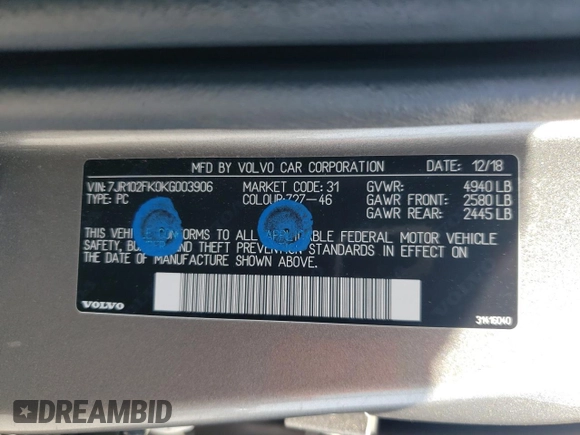 MFD BY VOLVO CAR CORPORATION DATE: 12/18
VIN: 7JR102FK0KG003906 MARKET CODE: 31 GVWR: 4940 LB
TYPE: PC COLOUR: 727-46 GAWR FRONT: 2580 LB
GAWR REAR: 2445 LB
THIS VEHICLE CONFORMS TO ALL APPLICABLE FEDERAL MOTOR VEHICLE
SAFETY, BUMPER AND THEFT PREVENTION STANDARDS IN EFFECT ON
THE DATE OF MANUFACTURE SHOWN ABOVE.
VOLVO 31416040
DREAMBID